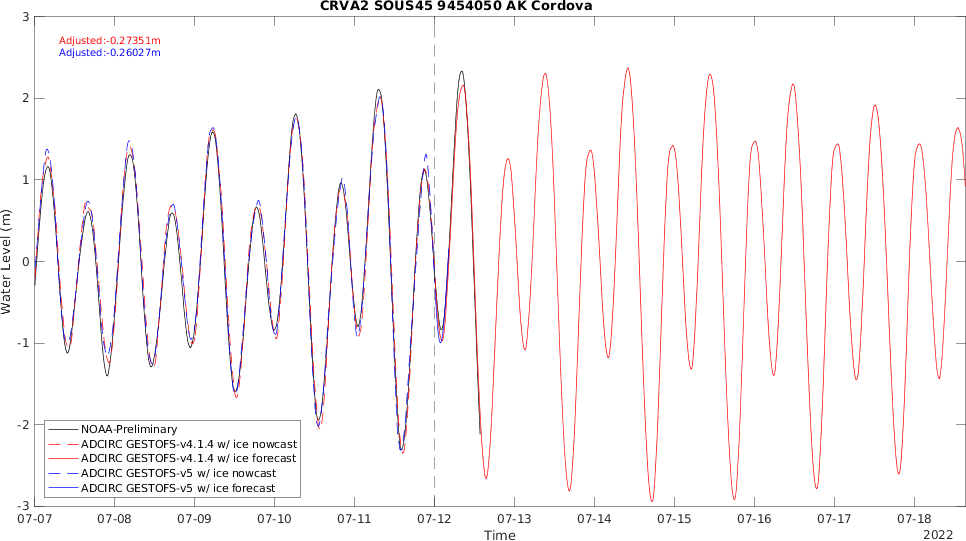 CRVA2 SOUS45 9454050 AK Cordova
Adjusted:-0.27351m
Adjusted:-0.26027m
3
2
1
0
-1
-2
-3
Water Level (m)
NOAA-Preliminary
ADCIRC GESTOFS-v4.1.4 w/ ice nowcast
ADCIRC GESTOFS-v4.1.4 w/ ice forecast
ADCIRC GESTOFS-v5 w/ ice nowcast
ADCIRC GESTOFS-v5 w/ ice forecast
07-07 07-08 07-09 07-10 07-11 07-12 07-13 07-14 07-15 07-16 07-17 07-18
Time
2022